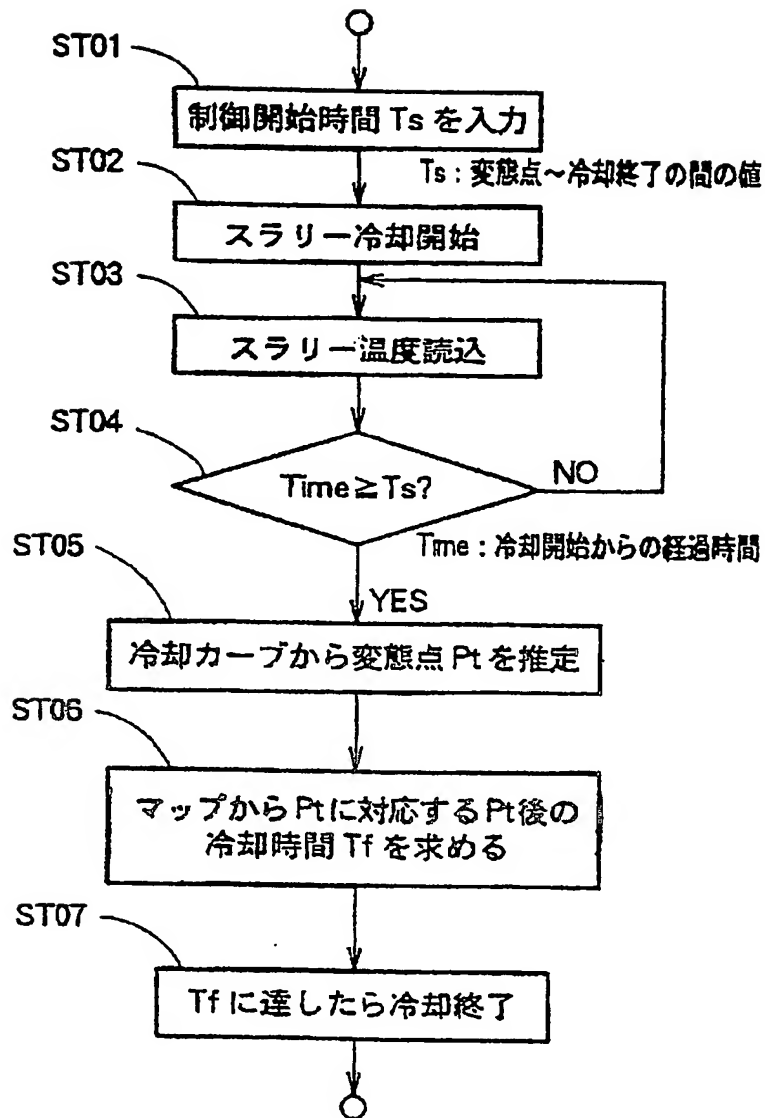 ST01
制御開始時間 Ts を入力
ST02
Ts : 変態点～冷却終了の間の値
スラリー冷却開始
ST03
スラリー温度読込
ST04
Time≧Ts?
NO
Time : 冷却開始からの経過時間
ST05
YES
冷却カーブから変態点 Pt を推定
ST06
マップから Pt に対応する Pt 後の
冷却時間 Tf を求める
ST07
Tf に達したら冷却終了